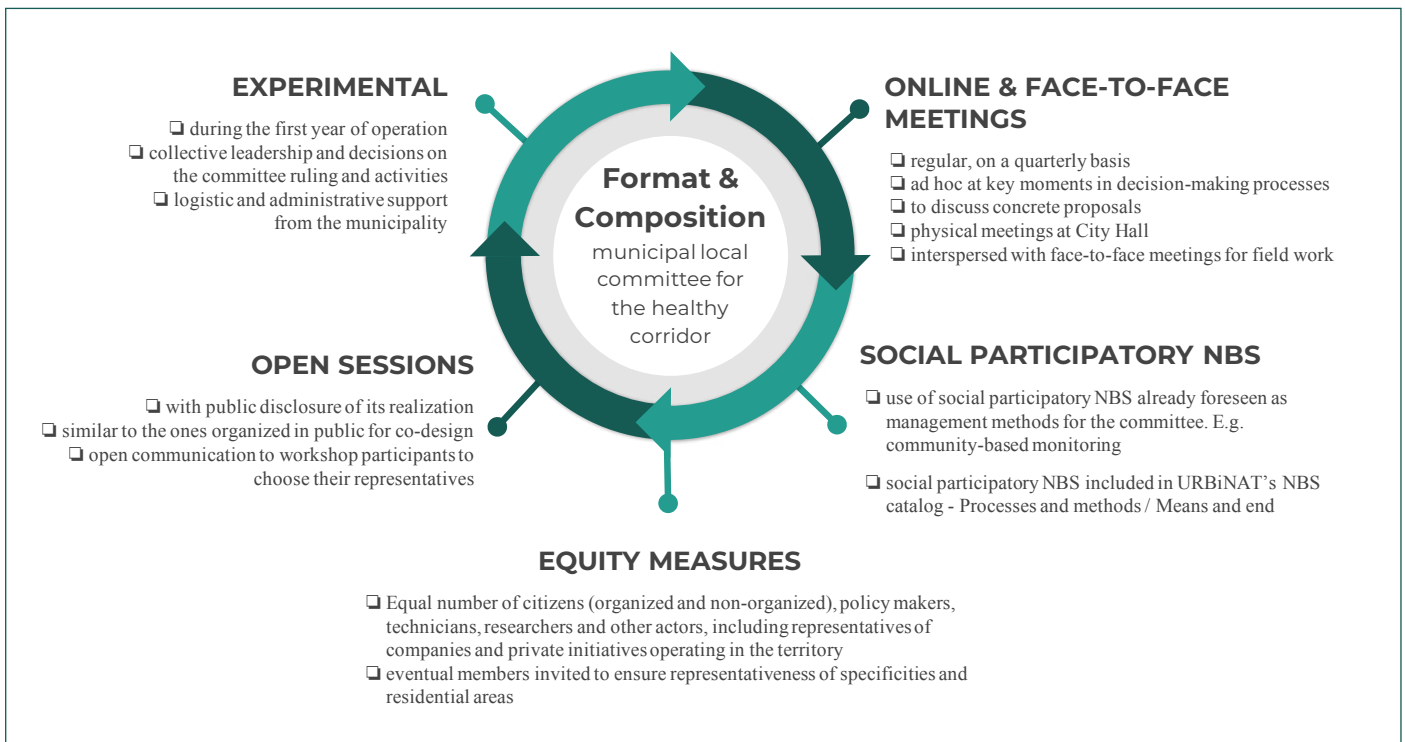 Format &
Composition
municipal local
committee for
the healthy
corridor
EXPERIMENTAL
❏ during the first year of operation
❏ collective leadership and decisions on
the committee ruling and activities
❏ logistic and administrative support
from the municipality
ONLINE & FACE-TO-FACE
MEETINGS
❏ regular, on a quarterly basis
❏ ad hoc at key moments in decision-making processes
❏ to discuss concrete proposals
❏ physical meetings at City Hall
❏ interspersed with face-to-face meetings for field work
OPEN SESSIONS
❏ with public disclosure of its realization
❏ similar to the ones organized in public for co-design
❏ open communication to workshop participants to
choose their representatives
SOCIAL PARTICIPATORY NBS
❏ use of social participatory NBS already foreseen as
management methods for the committee. E.g.
community-based monitoring
❏ social participatory NBS included in URBiNAT's NBS
catalog - Processes and methods / Means and end
EQUITY MEASURES
❏ Equal number of citizens (organized and non-organized), policy makers,
technicians, researchers and other actors, including representatives of
companies and private initiatives operating in the territory
❏ eventual members invited to ensure representativeness of specificities and
residential areas